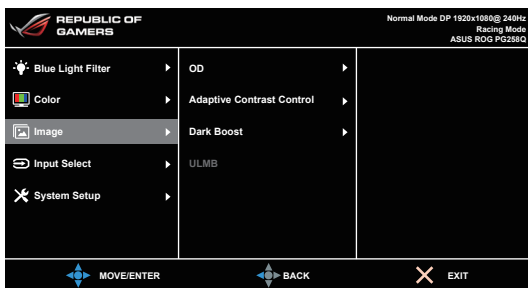 REPUBLIC OF
GAMERS
Normal Mode DP 1920x1080@ 240Hz
Racing Mode
ASUS ROG PG258Q
Blue Light Filter
Color
Image
Input Select
System Setup
OD
Adaptive Contrast Control
Dark Boost
ULMB
MOVE/ENTER
BACK
EXIT